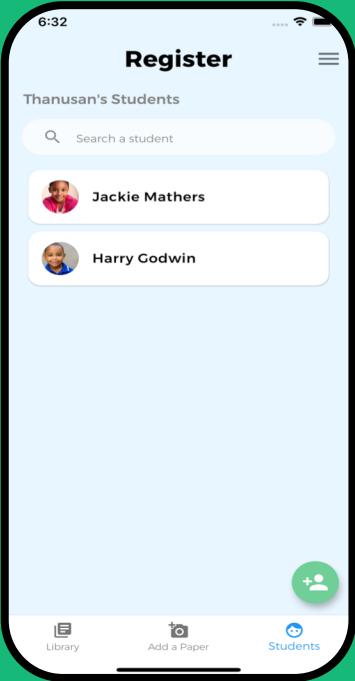 6:32
Register
Thanusan's Students
Search a student
Jackie Mathers
Harry Godwin
Library
Add a Paper
Students